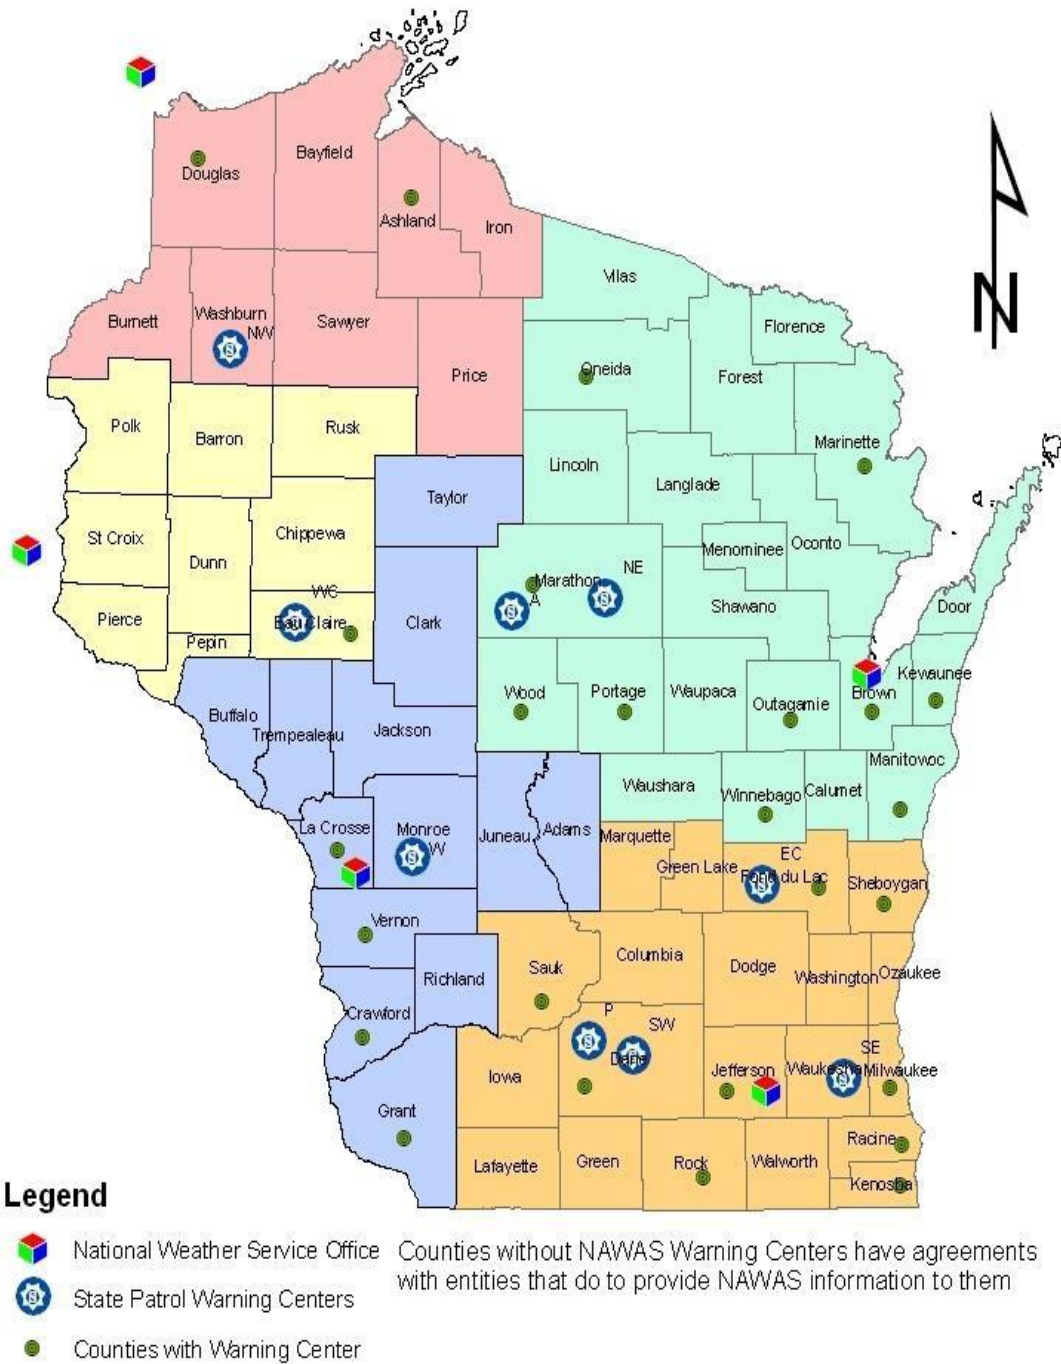 Bayfield
Douglas
Ashland
Iron
Vilas
Burnett
Washburn
NW
Sawyer
Florence
N
Price
Oneida
Forest
Polk
Barron
Rusk
Marinette
Lincoln
Langlade
Taylor
St Croix
Chippewa
Dunn
Menominee
Oconto
Marathon
NE
A
WC
Pierce
Eau Claire
Clark
Shawano
Door
Pepin
Kewaunee
Wood
Portage
Waupaca
Outagamie
Brown
Buffalo
Trempealeau
Jackson
Manitowoc
Waushara
Winnebago
Calumet
La Crosse
Monroe
W
Juneau
Adams
Marquette
Green Lake
EC
Fond du Lac
Sheboygan
Vernon
Richland
Sauk
Columbia
Dodge
Washington
Ozaukee
Crawford
P
SW
Dane
SE
Iowa
Jefferson
Waukesha
Milwaukee
Grant
Racine
Lafayette
Green
Rock
Walworth
Kenosha
Legend
National Weather Service Office
State Patrol Warning Centers
Counties with Warning Center
Counties without NAWAS Warning Centers have agreements
with entities that do to provide NAWAS information to them